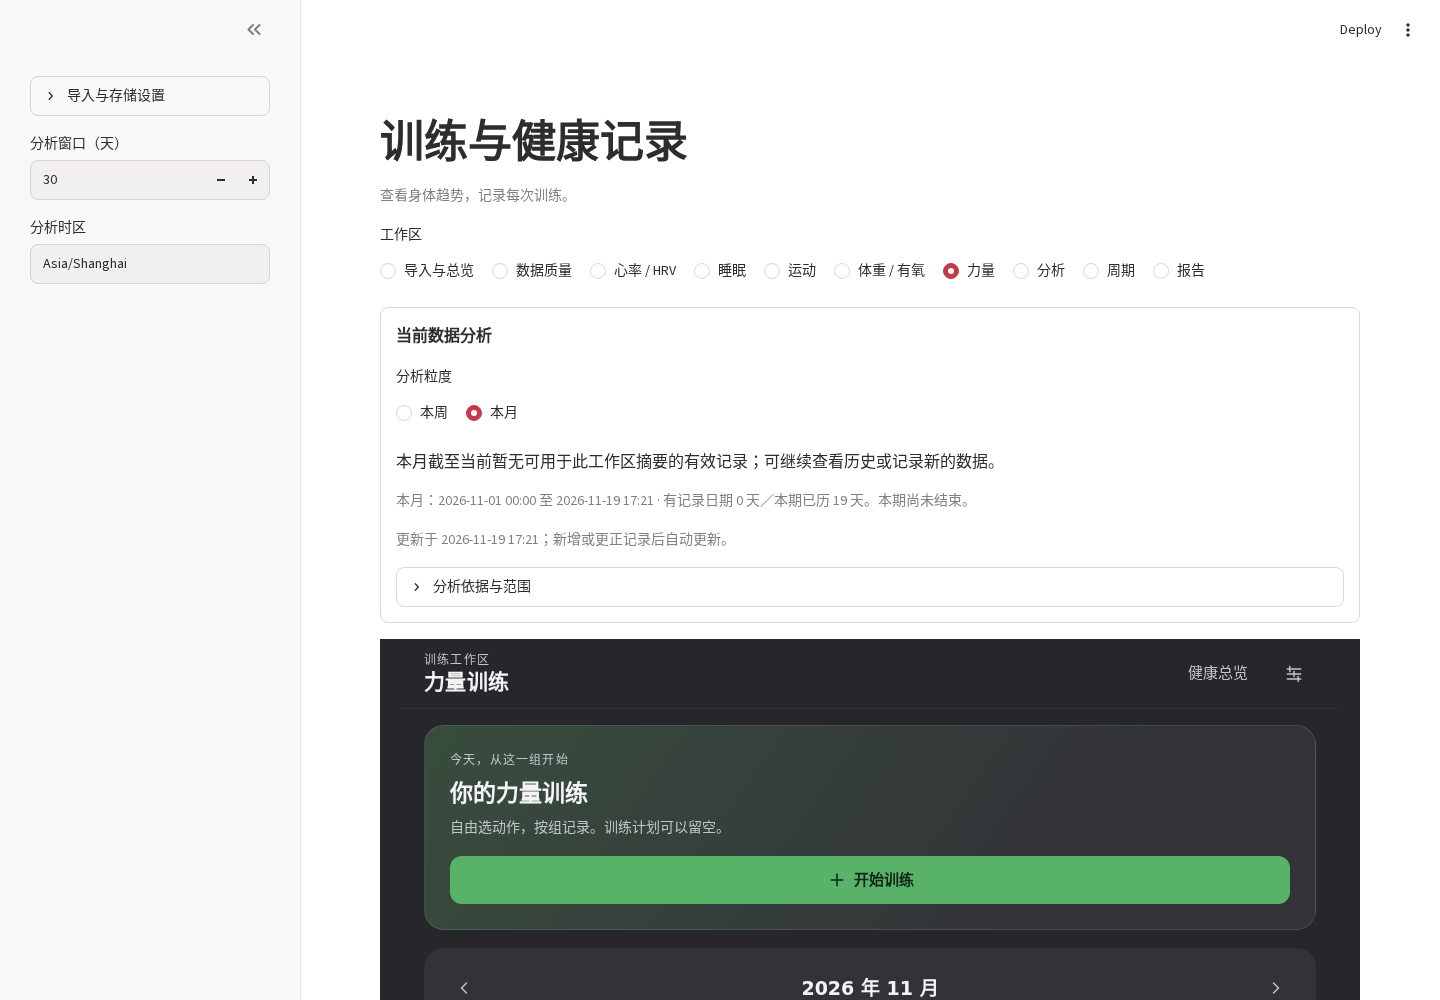 Deploy
导入与存储设置
分析窗口（天）
30
分析时区
Asia/Shanghai
训练与健康记录
查看身体趋势，记录每次训练。
工作区
导入与总览 数据质量 心率 / HRV 睡眠 运动 体重 / 有氧 力量 分析 周期 报告
当前数据分析
分析粒度
本周 本月
本月截至当前暂无可用于此工作区摘要的有效记录；可继续查看历史或记录新的数据。
本月：2026-11-01 00:00 至 2026-11-19 17:21 · 有记录日期 0 天／本期已历 19 天。本期尚未结束。
更新于 2026-11-19 17:21；新增或更正记录后自动更新。
分析依据与范围
训练工作区
力量训练
健康总览
今天，从这一组开始
你的力量训练
自由选动作，按组记录。训练计划可以留空。
开始训练
2026 年 11 月